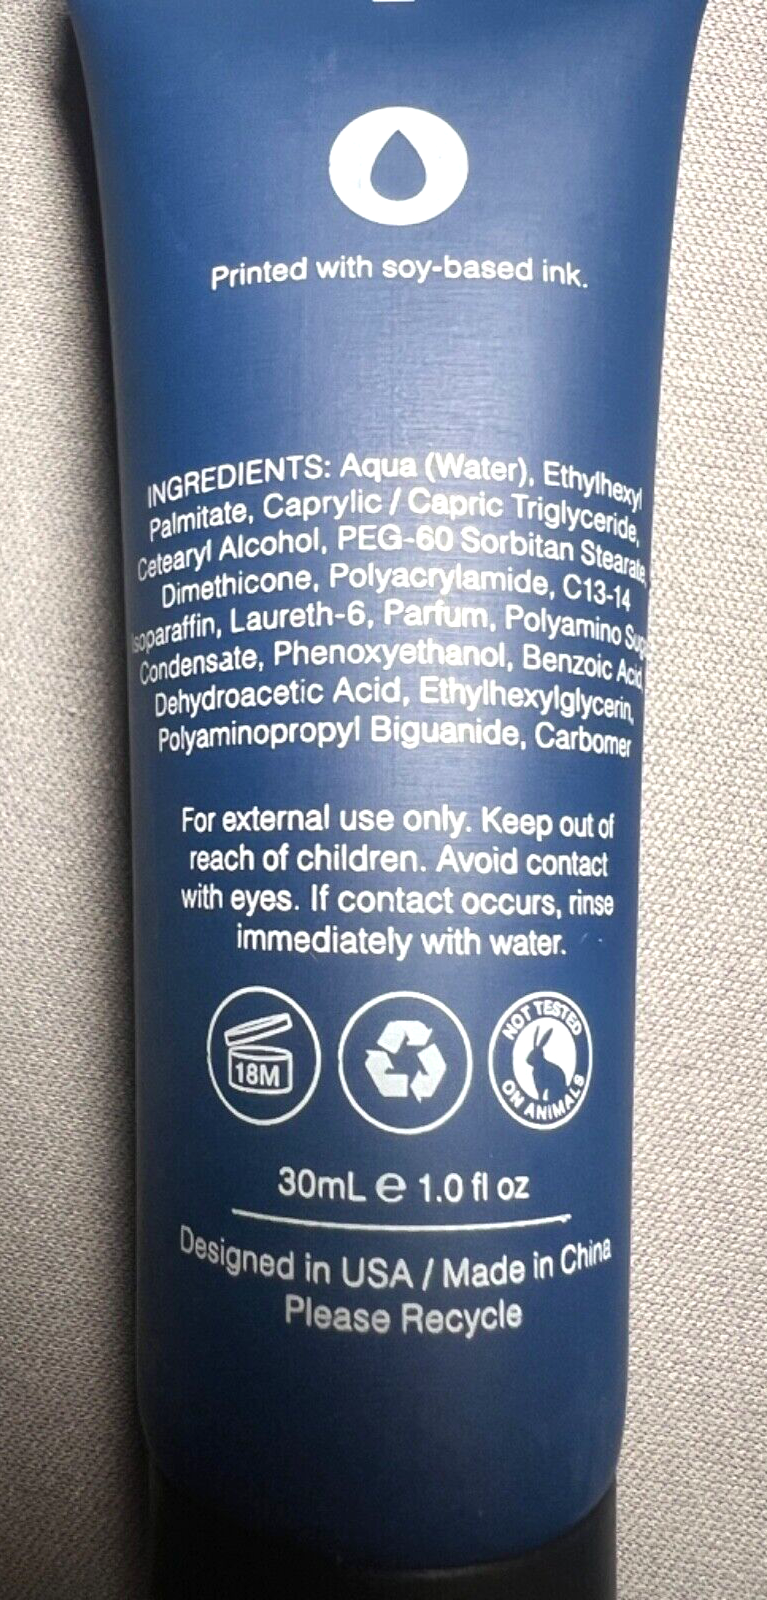 Printed with soy-based ink.
INGREDIENTS: Aqua (Water), Ethylhexyl
Palmitate, Caprylic / Capric Triglyceride,
Cetearyl Alcohol, PEG-60 Sorbitan Stearate,
Dimethicone, Polyacrylamide, C13-14
Isoparaffin, Laureth-6, Parfum, Polyamino
Condensate, Phenoxyethanol, Benzoic Acid,
Dehydroacetic Acid, Ethylhexylglycerin,
Polyaminopropyl Biguanide, Carbomer
For external use only. Keep out of
reach of children. Avoid contact
with eyes. If contact occurs, rinse
immediately with water.
18M
NOT TESTED
ON ANIMALS
30mL ℮ 1.0 fl oz
Designed in USA / Made in China
Please Recycle